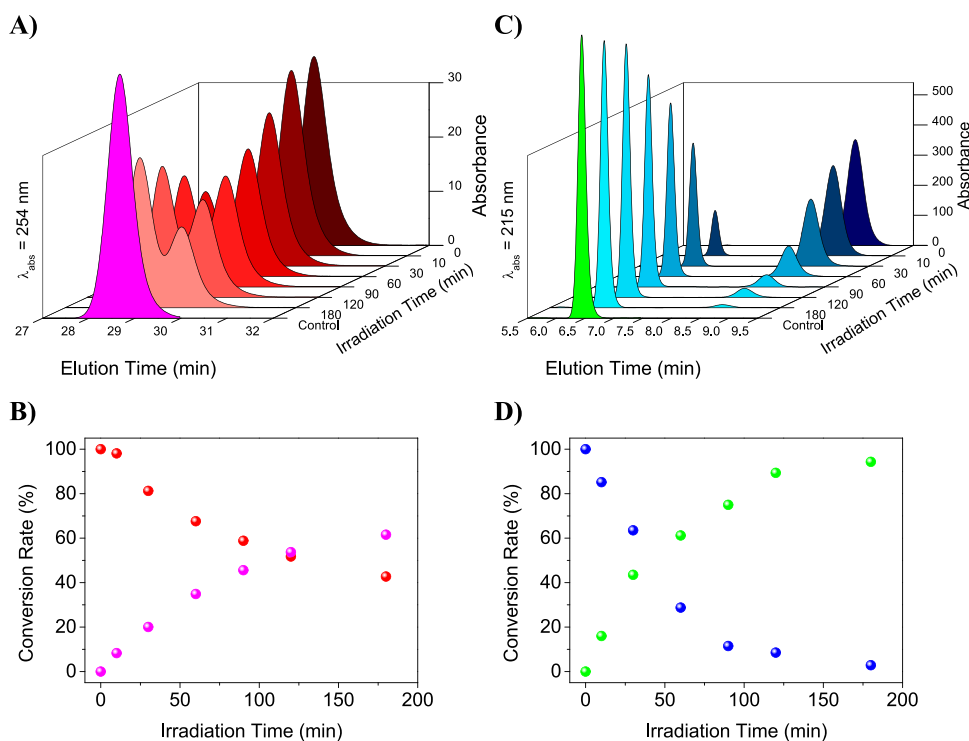 A)
λabs = 254 nm
30
20
10
0
Absorbance
0
10
30
60
90
120
180
Control
Irradiation Time (min)
27
28
29
30
31
32
Elution Time (min)
C)
λabs = 215 nm
500
400
300
200
100
0
Absorbance
0
10
30
60
90
120
180
Control
Irradiation Time (min)
5.5
6.0
6.5
7.0
7.5
8.0
8.5
9.0
9.5
Elution Time (min)
B)
100
80
60
40
20
0
Conversion Rate (%)
0 50 100 150 200
Irradiation Time (min)
D)
100
80
60
40
20
0
Conversion Rate (%)
0 50 100 150 200
Irradiation Time (min)